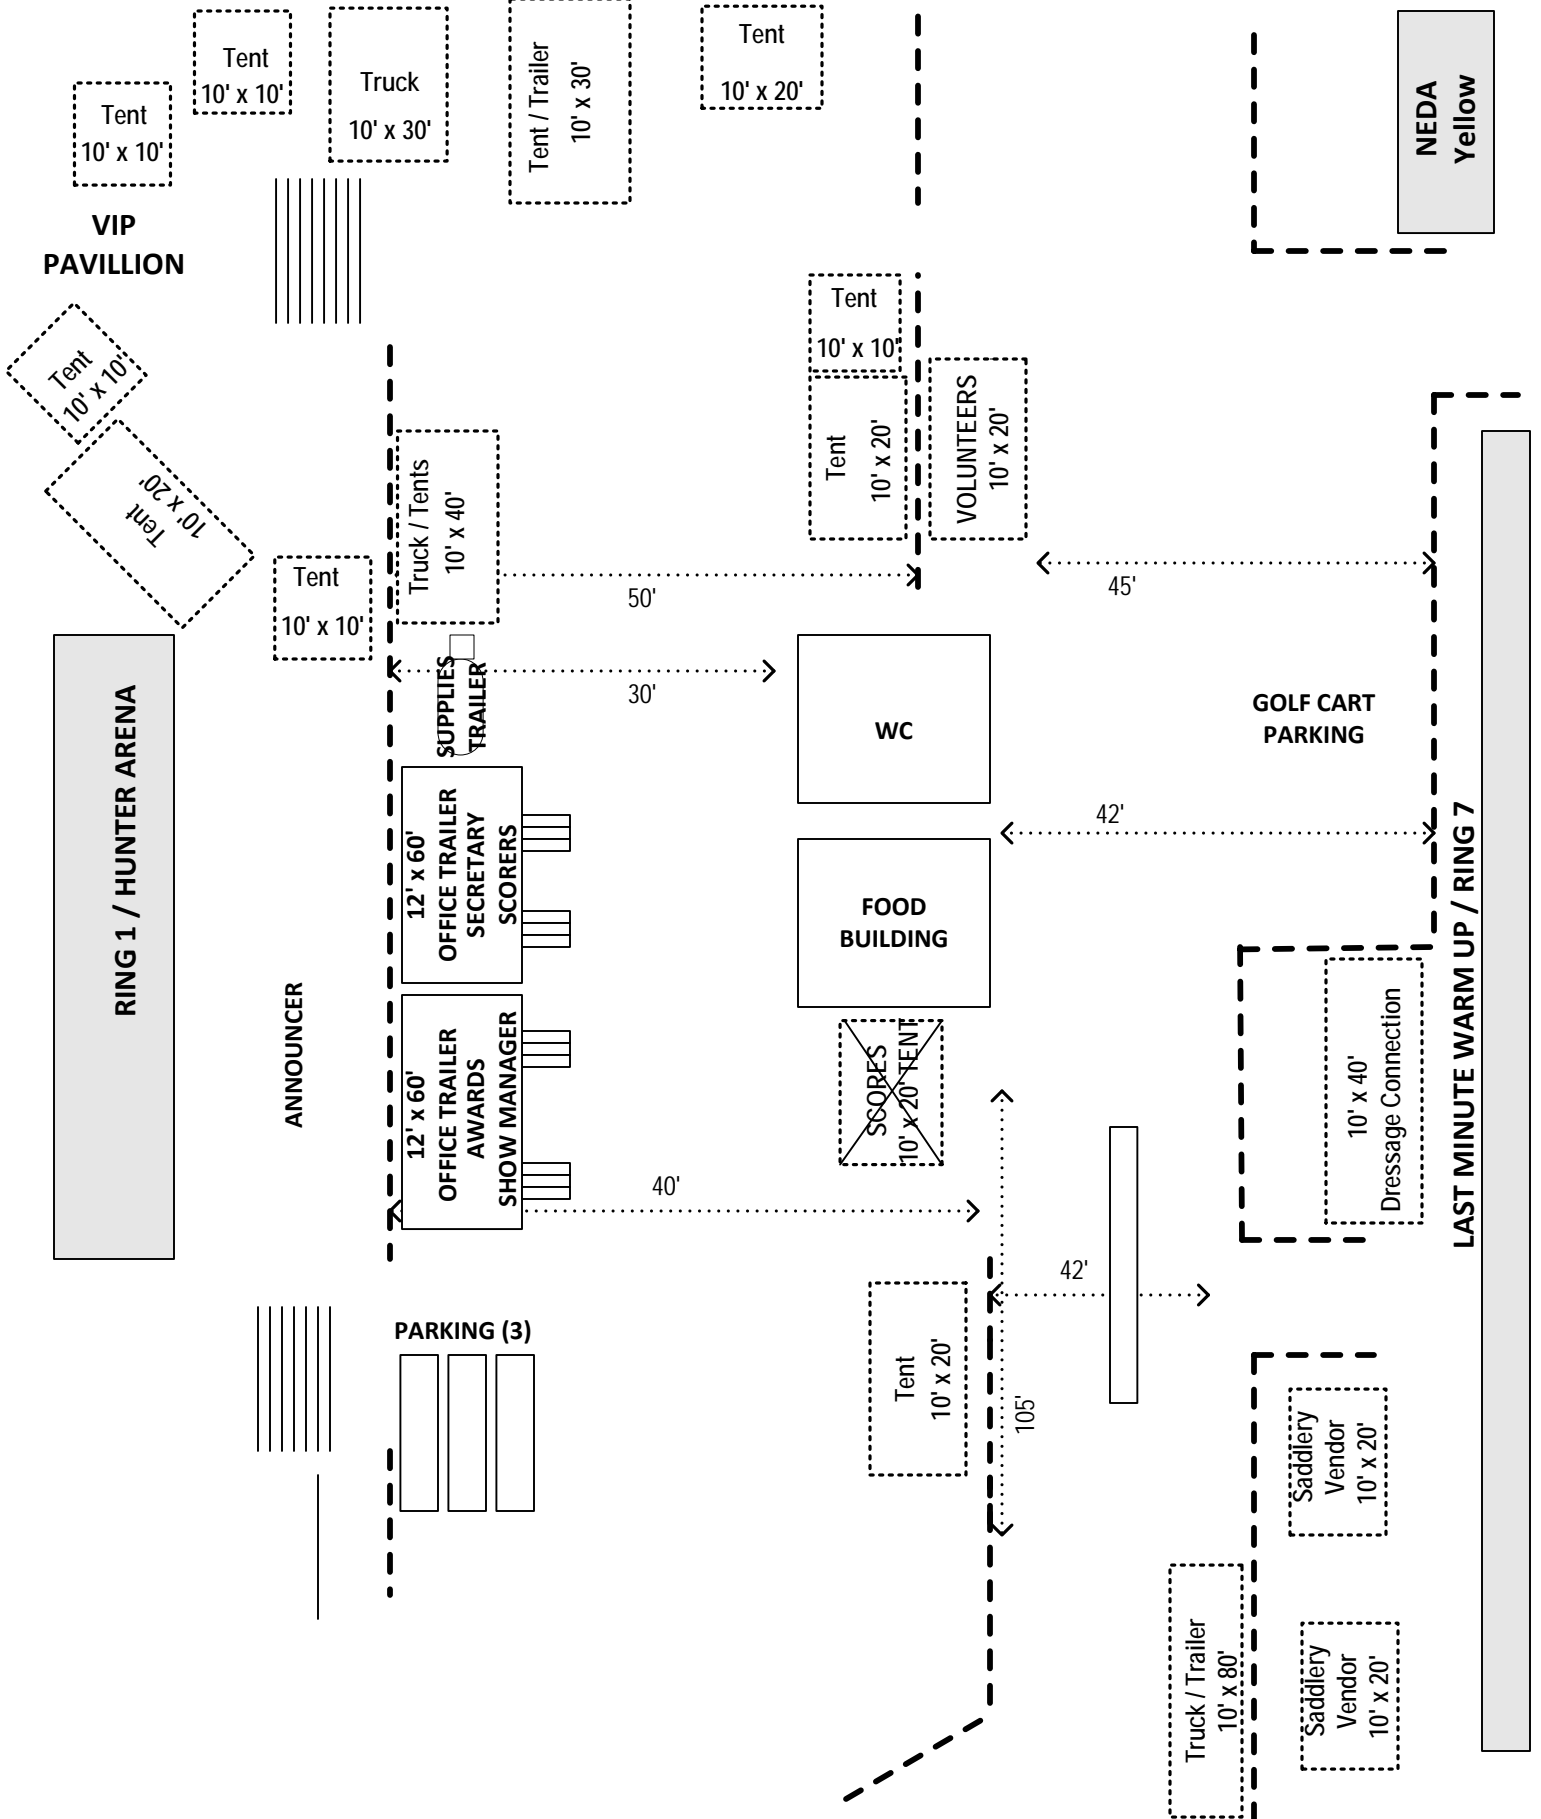 Tent
10' x 10'
Tent
10' x 10'
Truck
10' x 30'
Tent / Trailer
10' x 30'
Tent
10' x 20'
NEDA
Yellow
VIP
PAVILLION
Tent
10' x 10'
Tent
10' x 20'
Tent
10' x 10'
Truck / Tents
10' x 40'
Tent
10' x 10'
Tent
10' x 20'
VOLUNTEERS
10' x 20'
50'
45'
30'
SUPPLIES
TRAILER
WC
GOLF CART
PARKING
RING 1 / HUNTER ARENA
ANNOUNCER
12' x 60'
OFFICE TRAILER
SECRETARY
SCORERS
42'
FOOD
BUILDING
LAST MINUTE WARM UP / RING 7
12' x 60'
OFFICE TRAILER
AWARDS
SHOW MANAGER
SCORES
10' x 20' TENT
10' x 40'
Dressage Connection
40'
42'
PARKING (3)
Tent
10' x 20'
105'
Saddlery
Vendor
10' x 20'
Truck / Trailer
10' x 80'
Saddlery
Vendor
10' x 20'